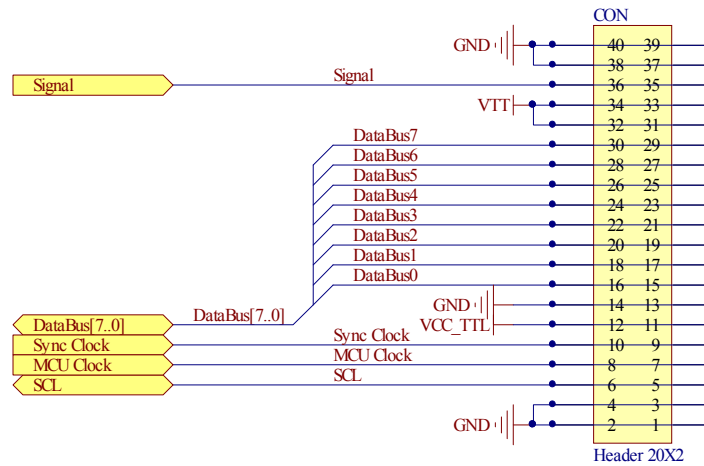 CON
GND 40 39
38 37
Signal Signal 36 35
VTT 34 33
32 31
DataBus7 30 29
DataBus6 28 27
DataBus5 26 25
DataBus4 24 23
DataBus3 22 21
DataBus2 20 19
DataBus1 18 17
DataBus0 16 15
GND 14 13
DataBus[7..0] DataBus[7..0] VCC_TTL 12 11
Sync Clock Sync Clock 10 9
MCU Clock MCU Clock 8 7
SCL SCL 6 5
4 3
GND 2 1
Header 20X2